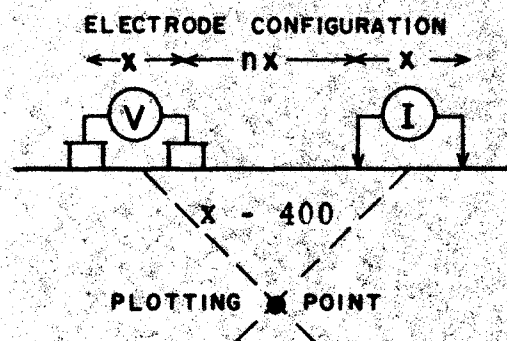 ELECTRODE CONFIGURATION
x nx x
V I
x - 400
PLOTTING POINT